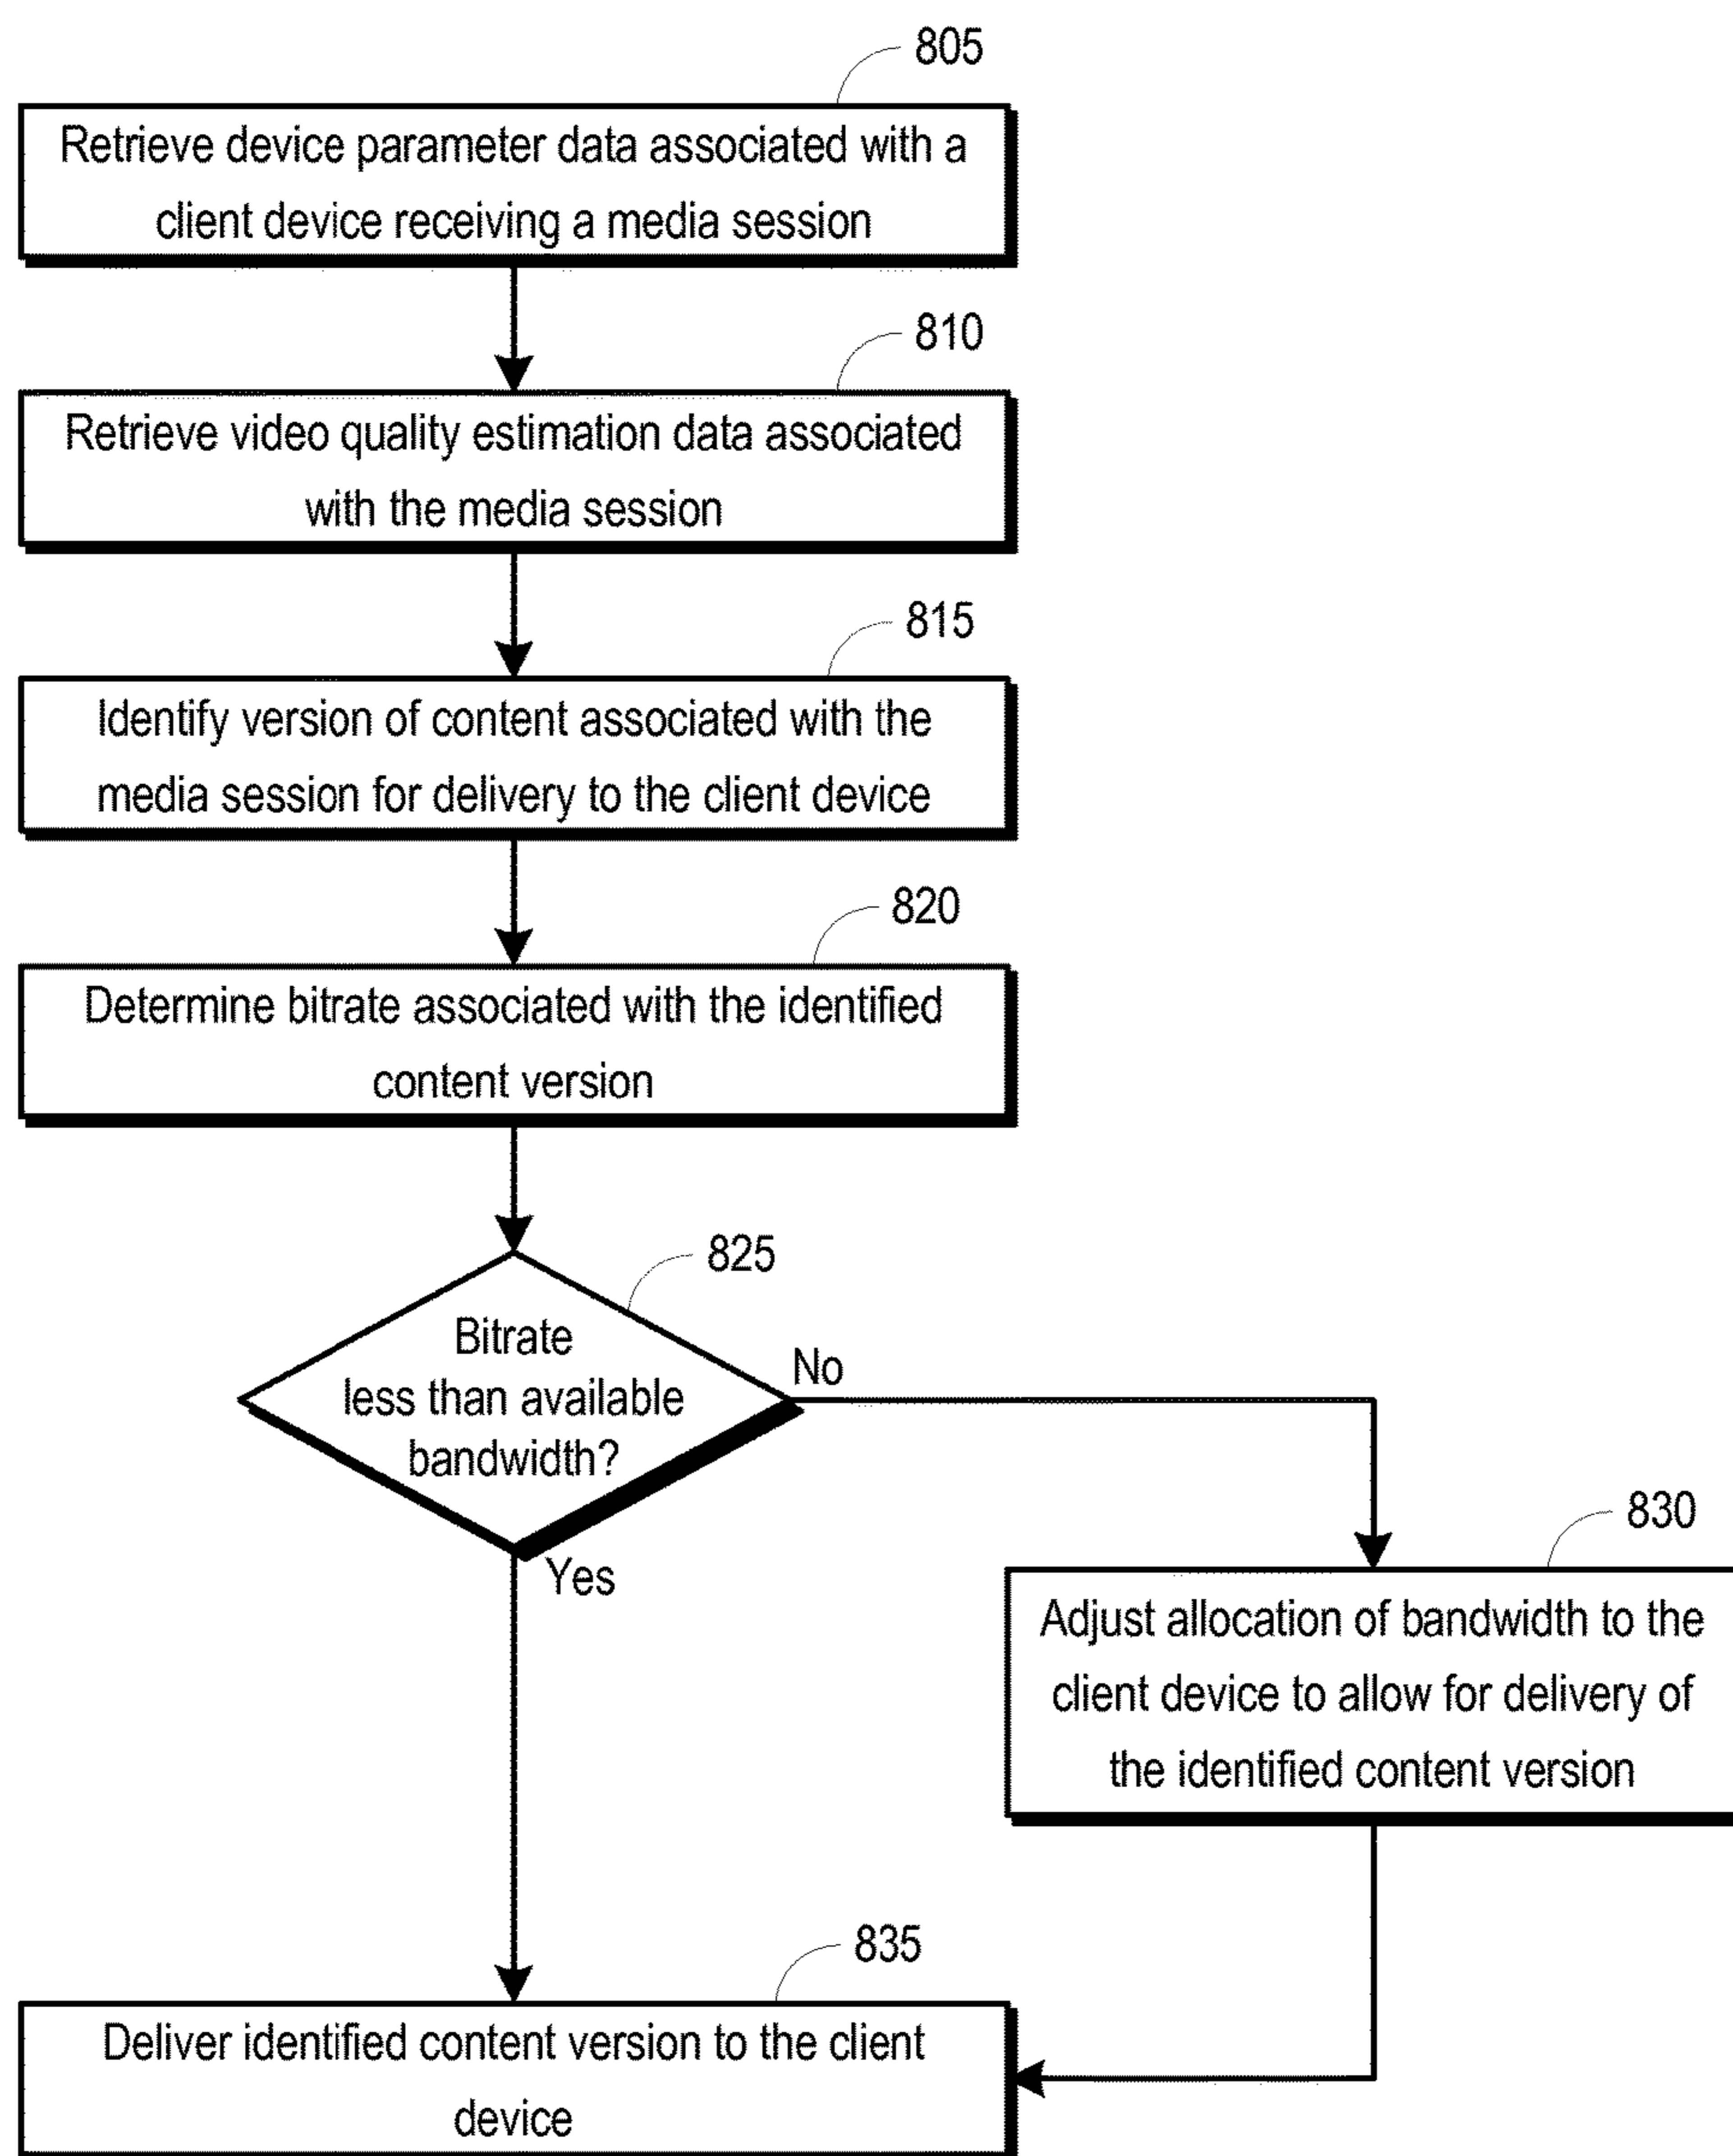 805
Retrieve device parameter data associated with a
client device receiving a media session
810
Retrieve video quality estimation data associated
with the media session
815
Identify version of content associated with the
media session for delivery to the client device
820
Determine bitrate associated with the identified
content version
825
Bitrate
less than available
bandwidth?
No
Yes
830
Adjust allocation of bandwidth to the
client device to allow for delivery of
the identified content version
835
Deliver identified content version to the client
device